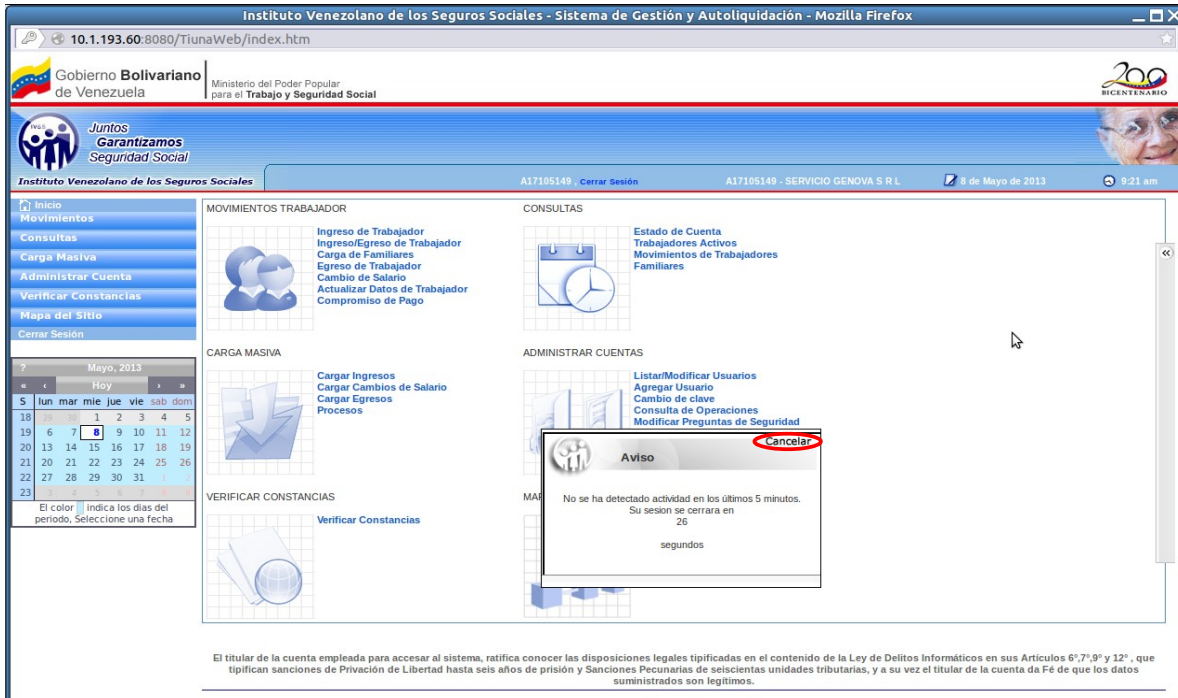 Instituto Venezolano de los Seguros Sociales - Sistema de Gestión y Autoliquidación - Mozilla Firefox
10.1.193.60:8080/TiunaWeb/index.htm
Gobierno Bolivariano
de Venezuela
Ministerio del Poder Popular
para el Trabajo y Seguridad Social
200
BICENTENARIO
Juntos
Garantizamos
Seguridad Social
Instituto Venezolano de los Seguros Sociales
A17105149 , Cerrar Sesión
A17105149 - SERVICIO GENOVA S R L
8 de Mayo de 2013
9:21 am
Inicio
Movimientos
Consultas
Carga Masiva
Administrar Cuenta
Verificar Constancias
Mapa del Sitio
Cerrar Sesión
? Mayo, 2013
« ‹ Hoy › »
S lun mar mie jue vie sab dom
18 29 30 1 2 3 4 5
19 6 7 8 9 10 11 12
20 13 14 15 16 17 18 19
21 20 21 22 23 24 25 26
22 27 28 29 30 31 1 2
23 3 4 5 6 7 8 9
El color indica los dias del
periodo, Seleccione una fecha
MOVIMIENTOS TRABAJADOR
Ingreso de Trabajador
Ingreso/Egreso de Trabajador
Carga de Familiares
Egreso de Trabajador
Cambio de Salario
Actualizar Datos de Trabajador
Compromiso de Pago
CONSULTAS
Estado de Cuenta
Trabajadores Activos
Movimientos de Trabajadores
Familiares
«
CARGA MASIVA
Cargar Ingresos
Cargar Cambios de Salario
Cargar Egresos
Procesos
ADMINISTRAR CUENTAS
Listar/Modificar Usuarios
Agregar Usuario
Cambio de clave
Consulta de Operaciones
Modificar Preguntas de Seguridad
VERIFICAR CONSTANCIAS
Verificar Constancias
Cancelar
Aviso
No se ha detectado actividad en los últimos 5 minutos.
Su sesion se cerrara en
26
segundos
El titular de la cuenta empleada para accesar al sistema, ratifica conocer las disposiciones legales tipificadas en el contenido de la Ley de Delitos Informáticos en sus Artículos 6°,7°,9° y 12° , que
tipifican sanciones de Privación de Libertad hasta seis años de prisión y Sanciones Pecunarias de seiscientas unidades tributarias, y a su vez el titular de la cuenta da Fé de que los datos
suministrados son legítimos.